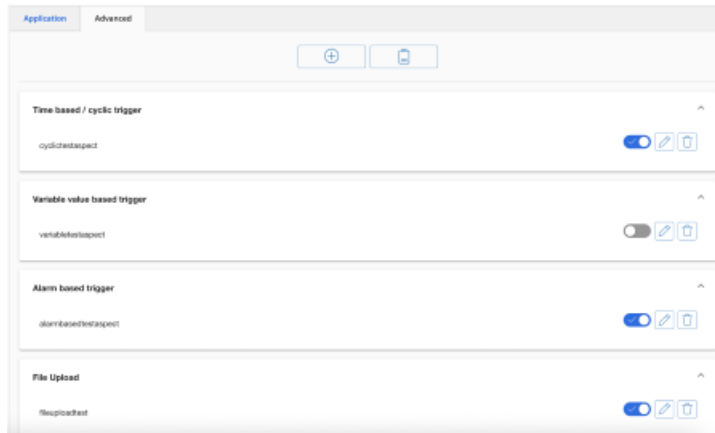 Application
Advanced
Time based / cyclic trigger
cyclictestaspect
Variable value based trigger
variabletestaspect
Alarm based trigger
alarmbasedtestaspect
File Upload
fileuploadtest